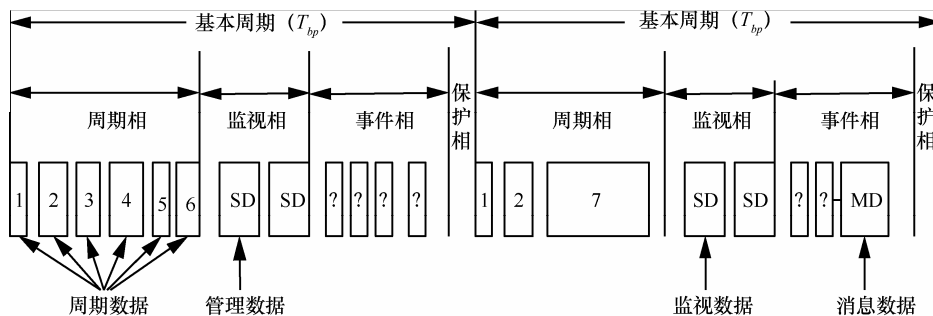 基本周期（Tbp） 基本周期（Tbp）
周期相 监视相 事件相 保护相 周期相 监视相 事件相 保护相
1 2 3 4 5 6 SD SD ? ? ? ? 1 2 7 SD SD ? ? MD
周期数据 管理数据 监视数据 消息数据